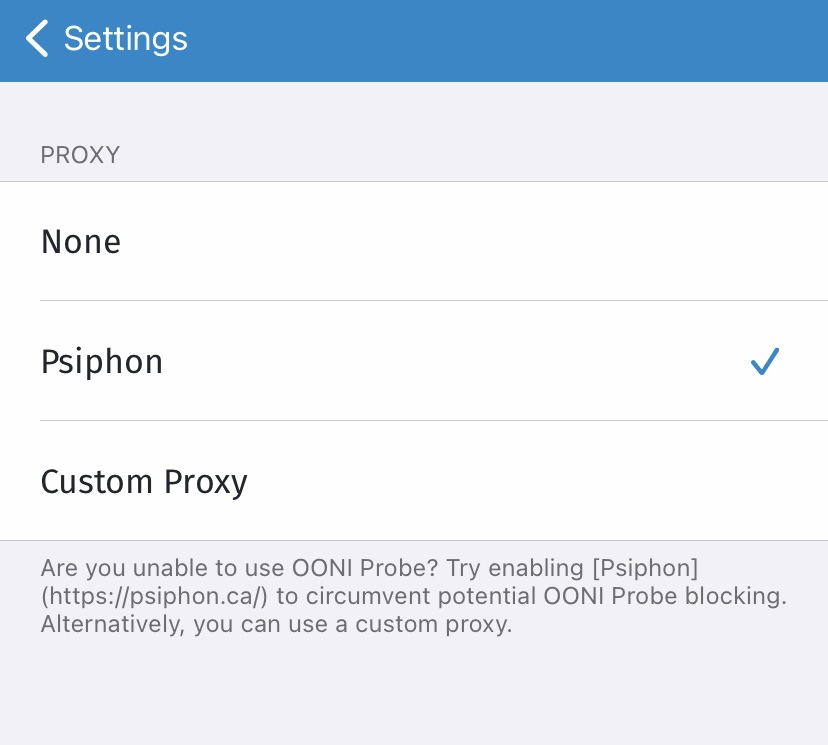 Settings
PROXY
None
Psiphon
Custom Proxy
Are you unable to use OONI Probe? Try enabling [Psiphon]
(https://psiphon.ca/) to circumvent potential OONI Probe blocking.
Alternatively, you can use a custom proxy.